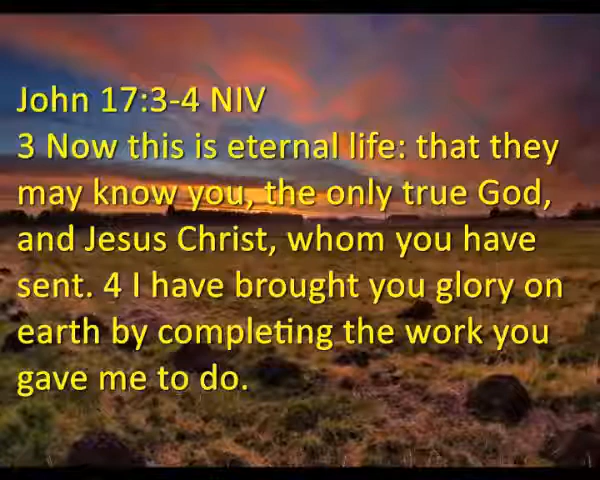 John 17:3-4 NIV
3 Now this is eternal life: that they
may know you, the only true God,
and Jesus Christ, whom you have
sent. 4 I have brought you glory on
earth by completing the work you
gave me to do.